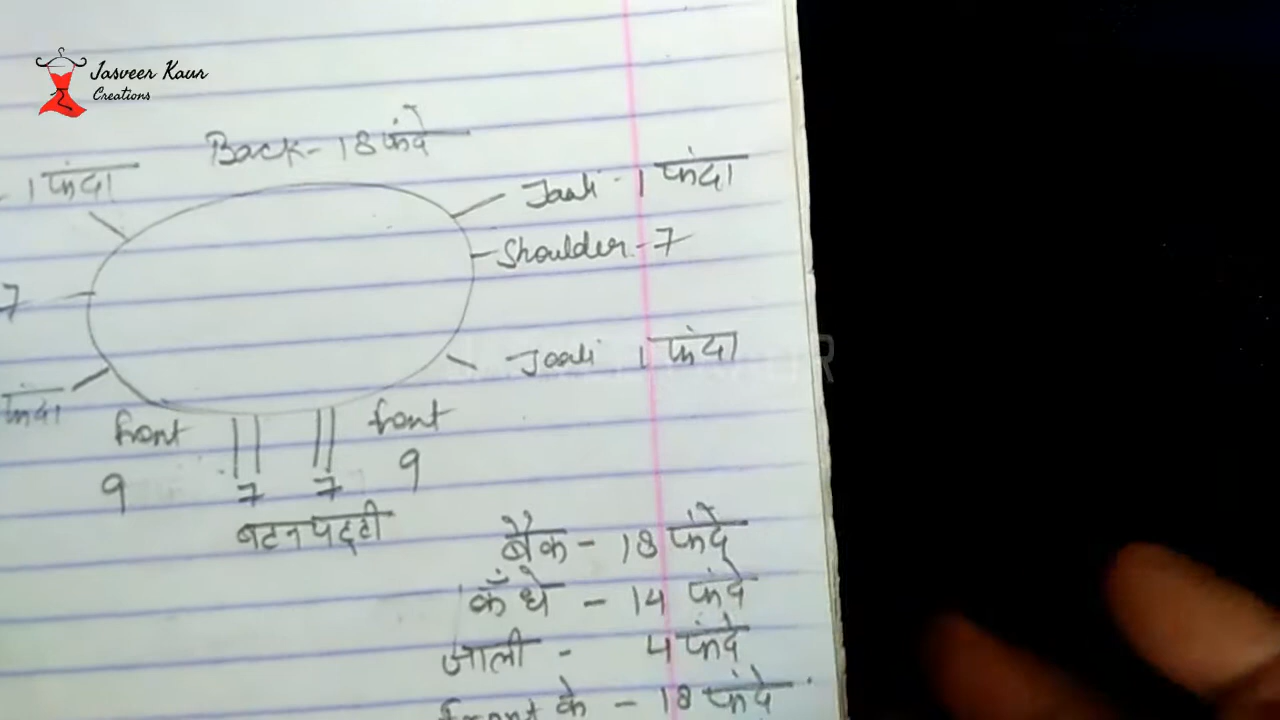 Jasveer Kaur
Creations
Back - 18 फंदे
- 1 फंदा
Jaali - 1 फंदा
Shoulder - 7
7
Jaali 1 फंदा
फंदा
front
front
9
7
7
9
बटन पट्टी
बैक - 18 फंदे
कँधे - 14 फंदे
जाली - 4 फंदे
front के - 18 फंदे